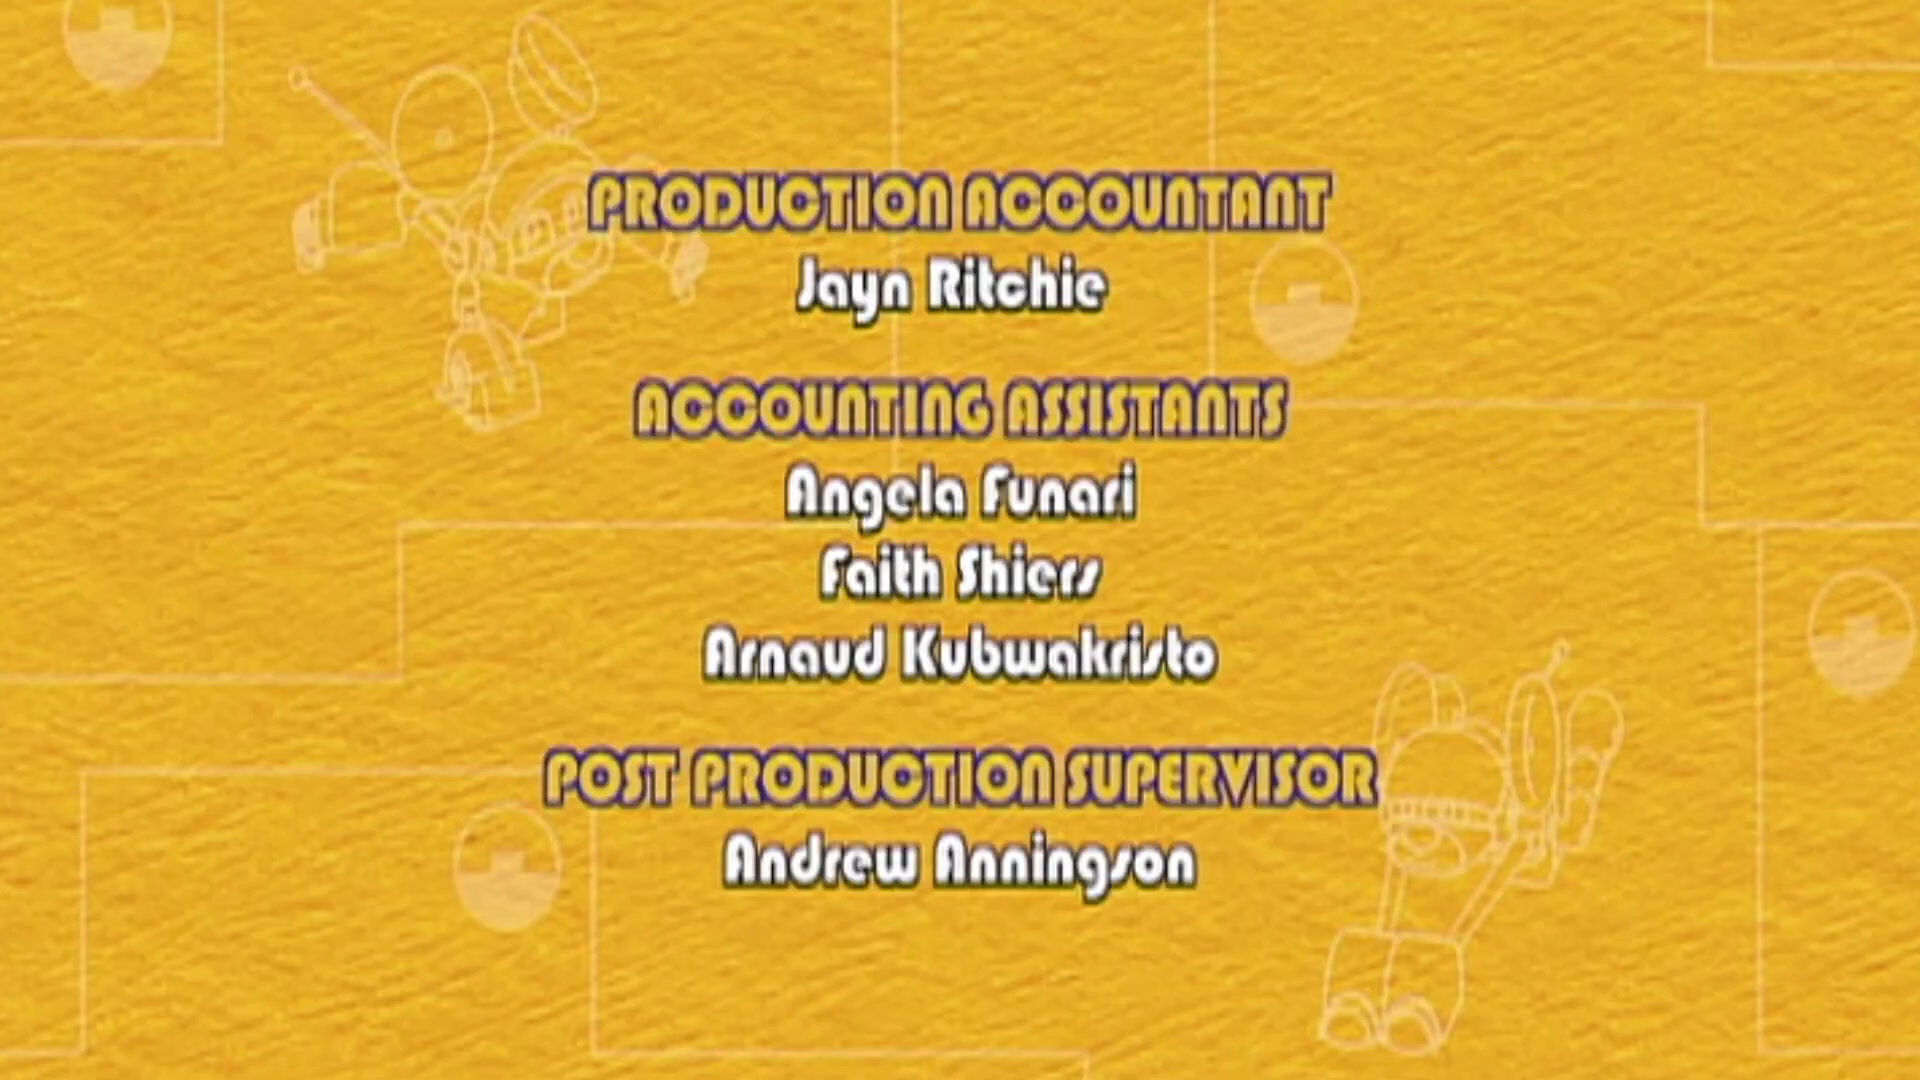 PRODUCTION ACCOUNTANT
Jayn Ritchie
ACCOUNTING ASSISTANTS
Angela Funari
Faith Shiers
Arnaud Kubwakristo
POST PRODUCTION SUPERVISOR
Andrew Anningson